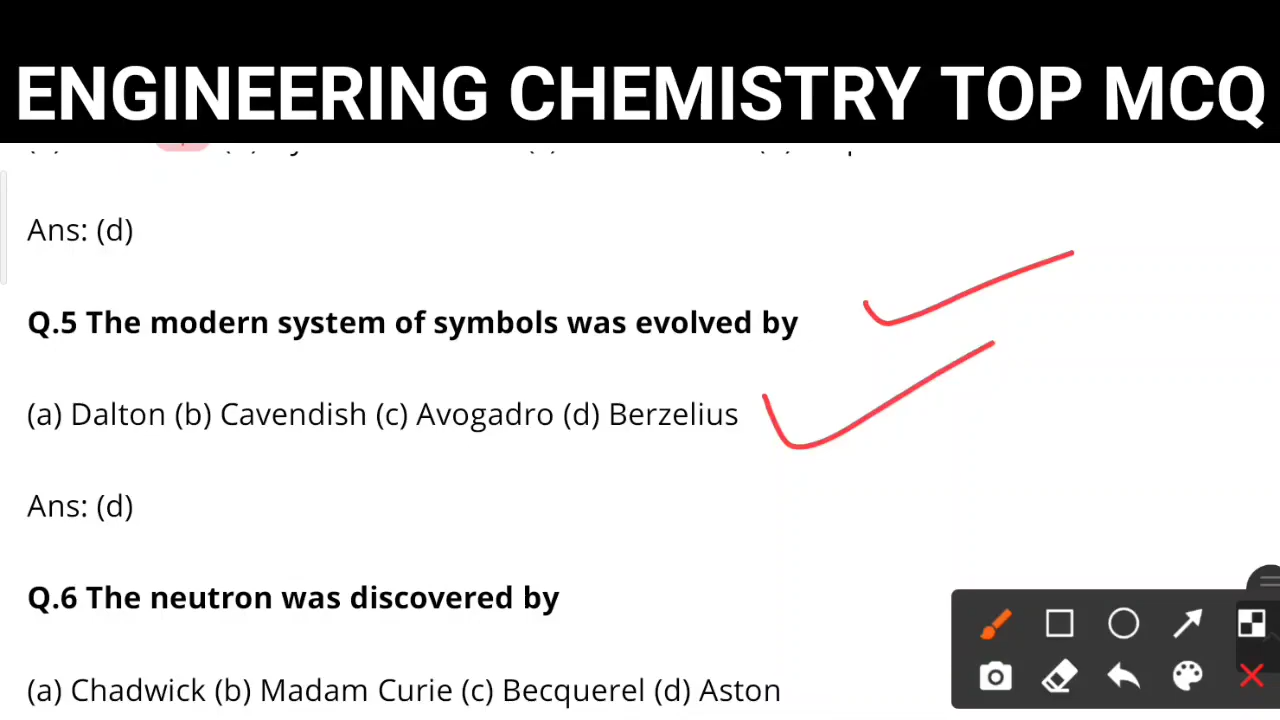 ENGINEERING CHEMISTRY TOP MCQ
Ans: (d)
Q.5 The modern system of symbols was evolved by
(a) Dalton (b) Cavendish (c) Avogadro (d) Berzelius
Ans: (d)
Q.6 The neutron was discovered by
(a) Chadwick (b) Madam Curie (c) Becquerel (d) Aston